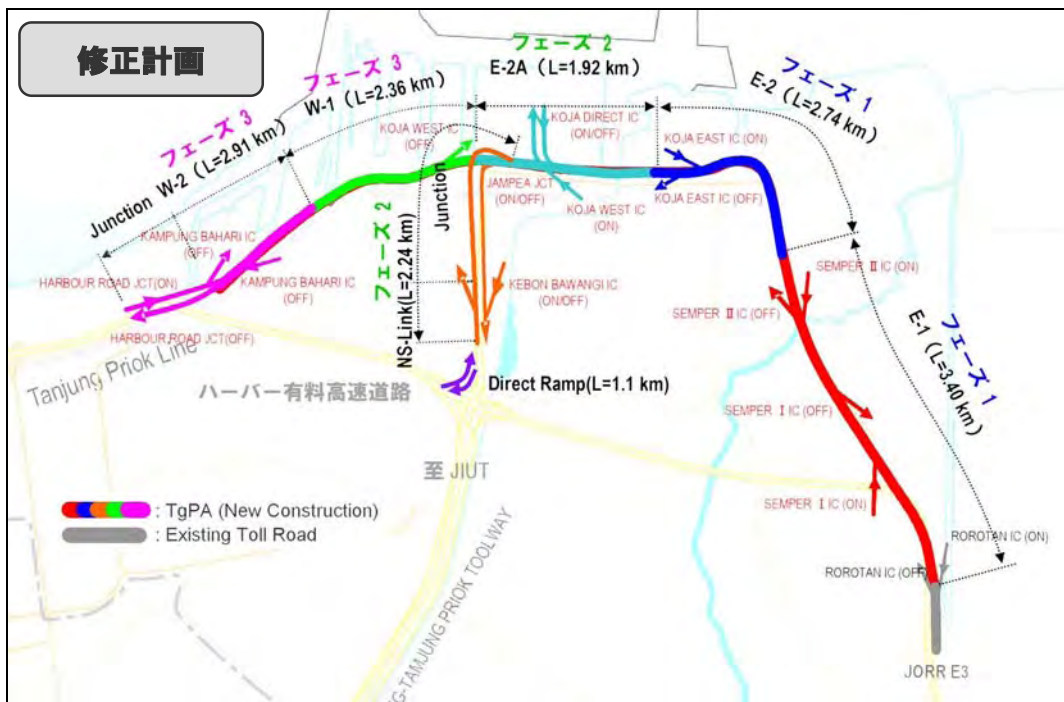 修正計画
フェーズ 3
W-2 (L=2.91 km)
Junction
フェーズ 3
W-1 (L=2.36 km)
フェーズ 2
E-2A (L=1.92 km)
フェーズ 1
E-2 (L=2.74 km)
KOJA WEST IC
(OFF)
KOJA DIRECT IC
(ON/OFF)
KOJA EAST IC (ON)
JAMPEA JCT
(ON/OFF)
KOJA WEST IC
(ON)
KOJA EAST IC (OFF)
Junction
フェーズ 2
NS-Link(L=2.24 km)
KAMPUNG BAHARI IC
(OFF)
HARBOUR ROAD JCT(ON)
KAMPUNG BAHARI IC
(OFF)
HARBOUR ROAD JCT(OFF)
KEBON BAWANGI IC
(ON/OFF)
SEMPER Ⅱ IC (ON)
SEMPER Ⅱ IC (OFF)
フェーズ 1
E-1 (L=3.40 km)
Tanjung Priok Line
ハーバー有料高速道路
Direct Ramp(L=1.1 km)
SEMPER Ⅰ IC (OFF)
至 JIUT
SEMPER Ⅰ IC (ON)
: TgPA (New Construction)
: Existing Toll Road
ROROTAN IC (ON)
ROROTAN IC (OFF)
NG-TAMJUNG PRIOK TOOLWAY
JORR E3